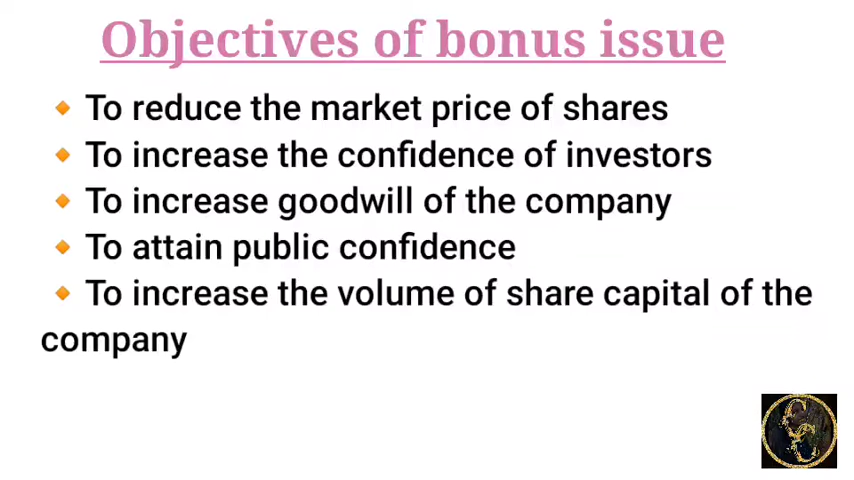 Objectives of bonus issue
🔸 To reduce the market price of shares
🔸 To increase the confidence of investors
🔸 To increase goodwill of the company
🔸 To attain public confidence
🔸 To increase the volume of share capital of the
company